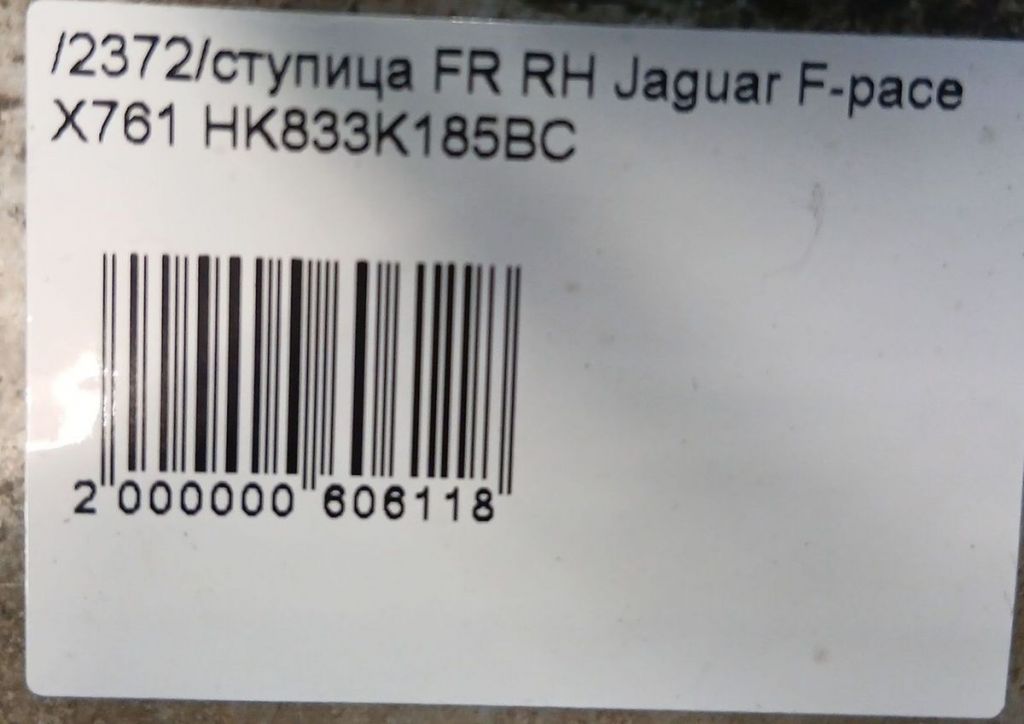 /2372/ступица FR RH Jaguar F-pace
X761 HK833K185BC
2 000000 606118